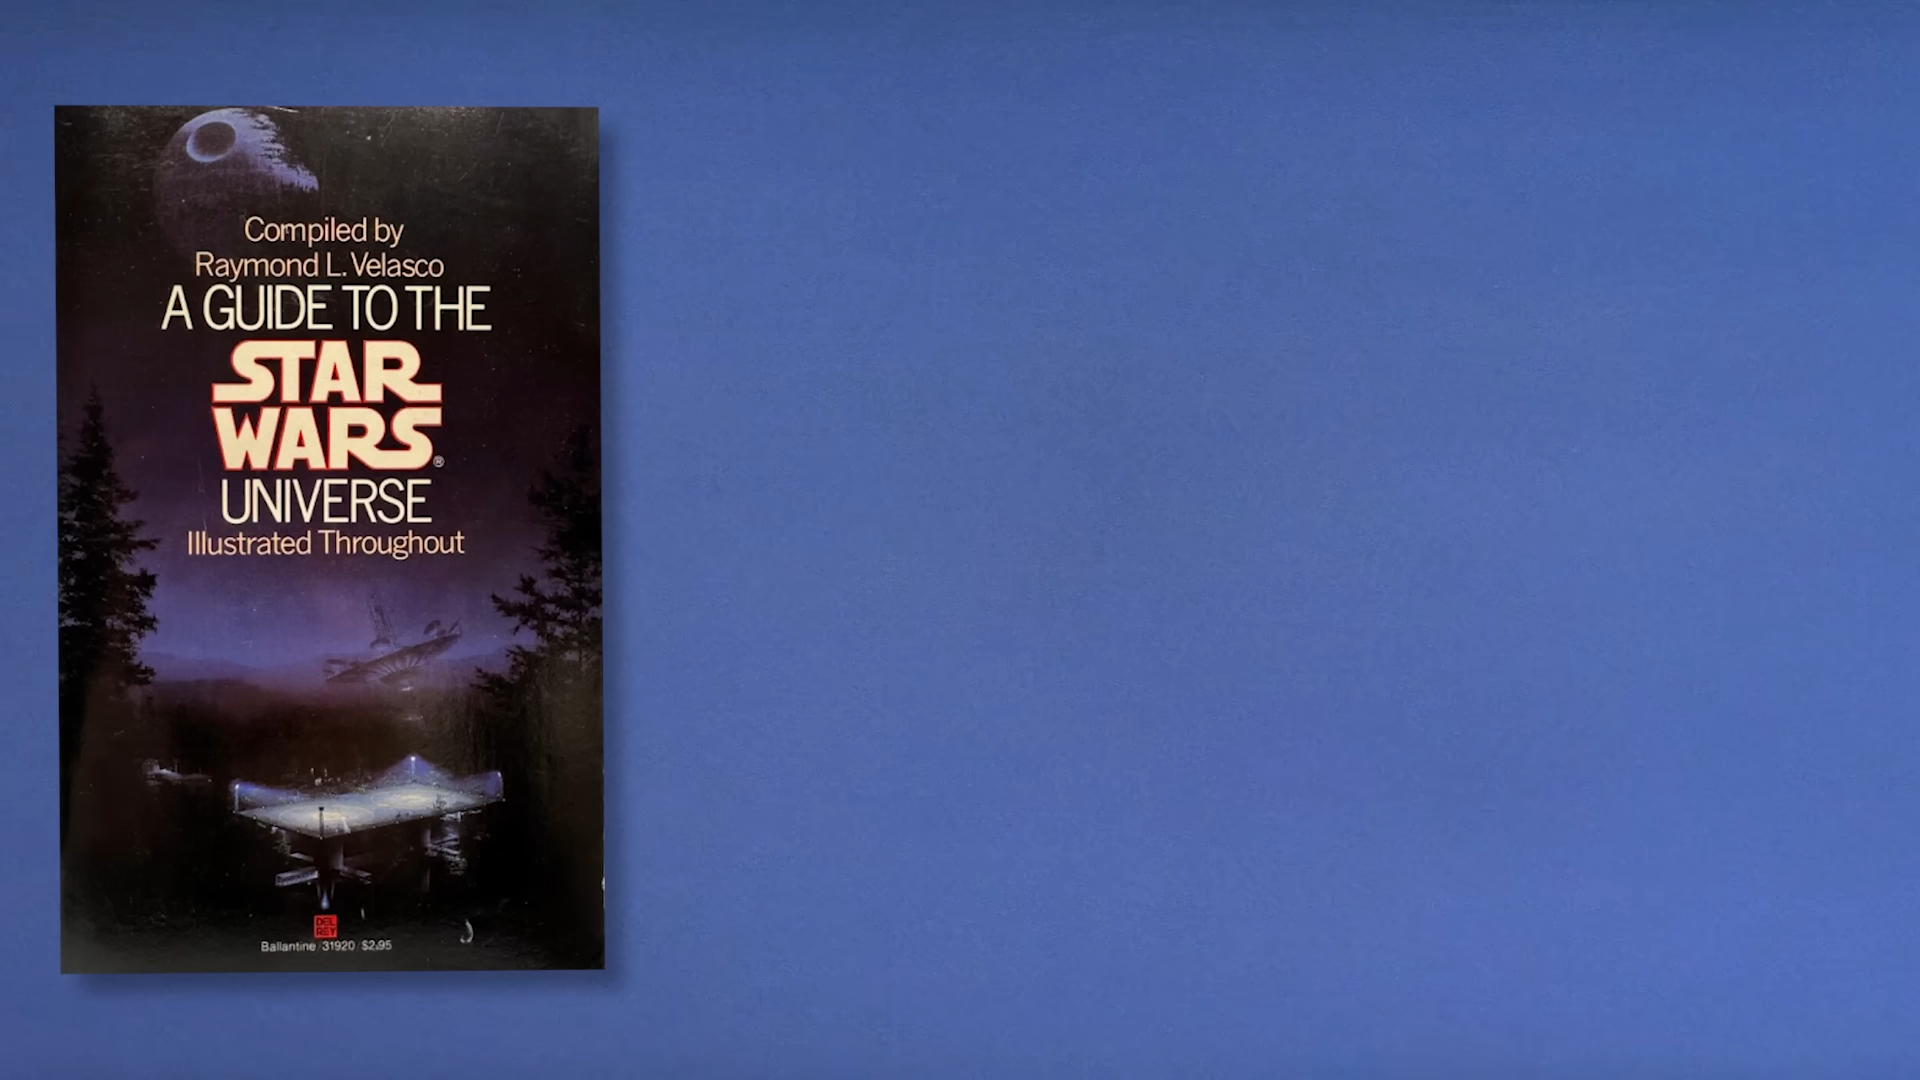 Compiled by
Raymond L. Velasco
A GUIDE TO THE
STAR
WARS®
UNIVERSE
Illustrated Throughout
DEL
REY
Ballantine/31920/$2.95